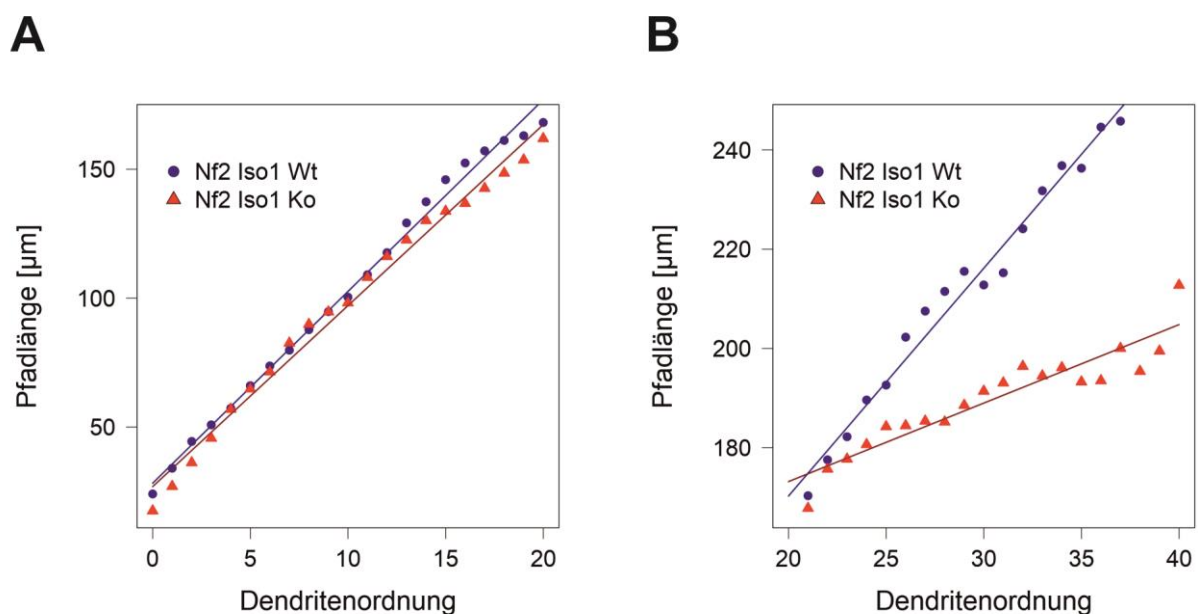 A
B
Nf2 Iso1 Wt
Nf2 Iso1 Ko
Pfadlänge [µm]
150
100
50
0 5 10 15 20
Dendritenordnung
Nf2 Iso1 Wt
Nf2 Iso1 Ko
Pfadlänge [µm]
240
220
200
180
20 25 30 35 40
Dendritenordnung